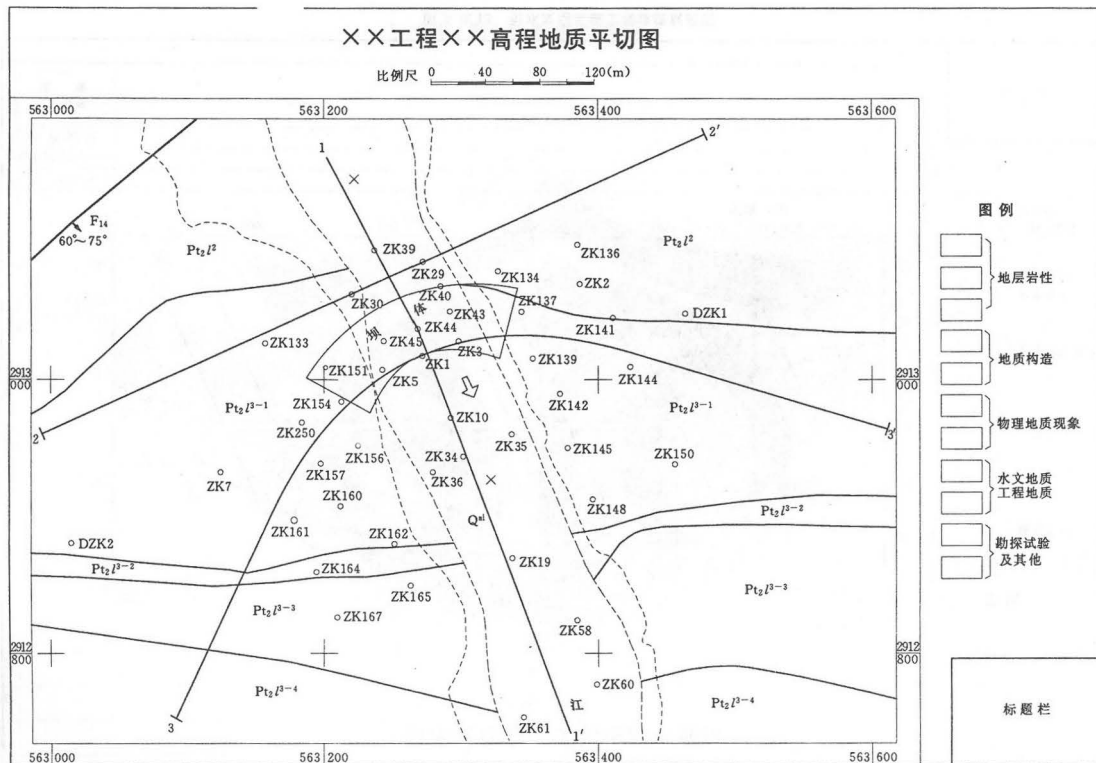 ××工程××高程地质平切图
比例尺 0 40 80 120(m)
563 000 563 200 563 400 563 600
1
2′
F₁₄
60°~75°
Pt₂l²
Pt₂l²
ZK39
ZK136
ZK29
ZK134
ZK2
ZK40
ZK30
ZK43
ZK137
DZK1
体
ZK141
坝
ZK44
ZK133
ZK45
ZK3
ZK1
ZK139
ZK151
ZK5
ZK144
2913 000
2913 000
ZK154
ZK142
Pt₂l³⁻¹
Pt₂l³⁻¹
ZK250
ZK10
3′
2
ZK35
ZK156
ZK145
ZK34
ZK150
ZK157
ZK7
ZK36
ZK160
ZK148
Pt₂l³⁻²
ZK161
Qᵃˡ
ZK162
DZK2
ZK19
Pt₂l³⁻²
ZK164
Pt₂l³⁻³
ZK165
Pt₂l³⁻³
ZK167
ZK58
2912 800
2912 800
ZK60
Pt₂l³⁻⁴
Pt₂l³⁻⁴
江
ZK61
3
1′
563 000 563 200 563 400 563 600
图例
地层岩性
地质构造
物理地质现象
水文地质
工程地质
勘探试验
及其他
标题栏